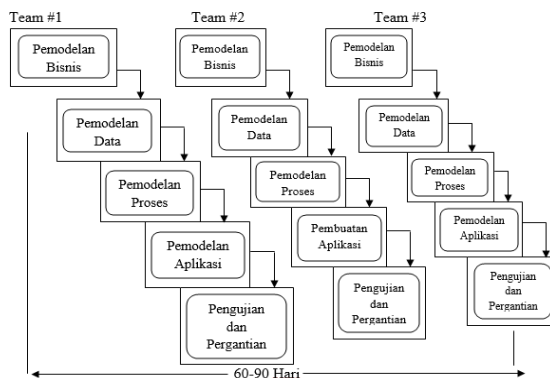 Team #1
Pemodelan
Bisnis
Pemodelan
Data
Pemodelan
Proses
Pemodelan
Aplikasi
Pengujian
dan
Pergantian
Team #2
Pemodelan
Bisnis
Pemodelan
Data
Pemodelan
Proses
Pembuatan
Aplikasi
Pengujian
dan
Pergantian
Team #3
Pemodelan
Bisnis
Pemodelan
Data
Pemodelan
Proses
Pemodelan
Aplikasi
Pengujian
dan
Pergantian
60-90 Hari